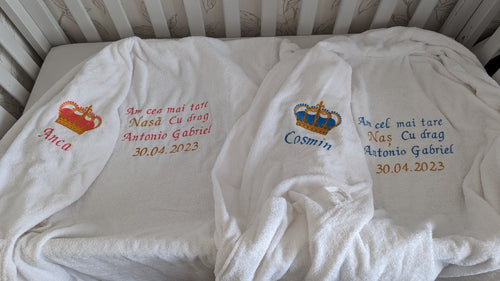 Anca
Am cea mai tare
Nasă Cu drag
Antonio Gabriel
30.04.2023
Cosmin
Am cel mai tare
Naș Cu drag
Antonio Gabriel
30.04.2023